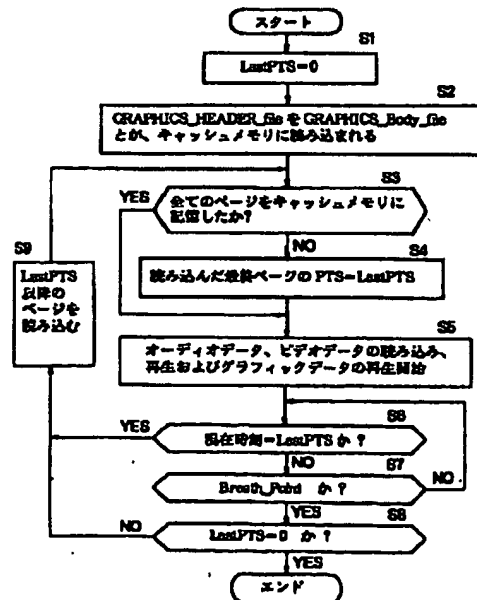 スタート
S1
LastPTS=0
S2
GRAPHICS_HEADER_file を GRAPHICS_Body_file
とが、キャッシュメモリに読み込まれる
S3
YES
全てのページをキャッシュメモリに
記憶したか?
NO
S4
読み込んだ最終ページの PTS=LastPTS
S9
LastPTS
以降の
ページを
読み込む
S5
オーディオデータ、ビデオデータの読み込み、
再生およびグラフィックデータの再生開始
S6
YES
現在時刻=LastPTS か ?
NO
S7
Breath_Point か ?
NO
YES
S8
NO
LastPTS=0 か ?
YES
エンド